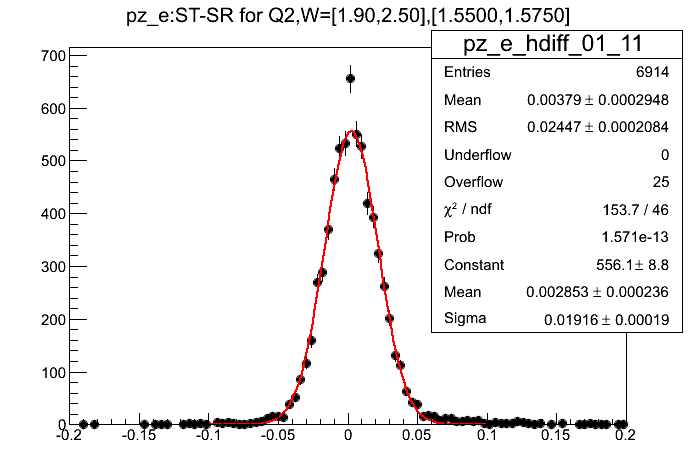 pz_e:ST-SR for Q2,W=[1.90,2.50],[1.5500,1.5750]
pz_e_hdiff_01_11
Entries 6914
Mean 0.00379 ± 0.0002948
RMS 0.02447 ± 0.0002084
Underflow 0
Overflow 25
χ² / ndf 153.7 / 46
Prob 1.571e-13
Constant 556.1 ± 8.8
Mean 0.002853 ± 0.000236
Sigma 0.01916 ± 0.00019
700
600
500
400
300
200
100
0
-0.2 -0.15 -0.1 -0.05 0 0.05 0.1 0.15 0.2